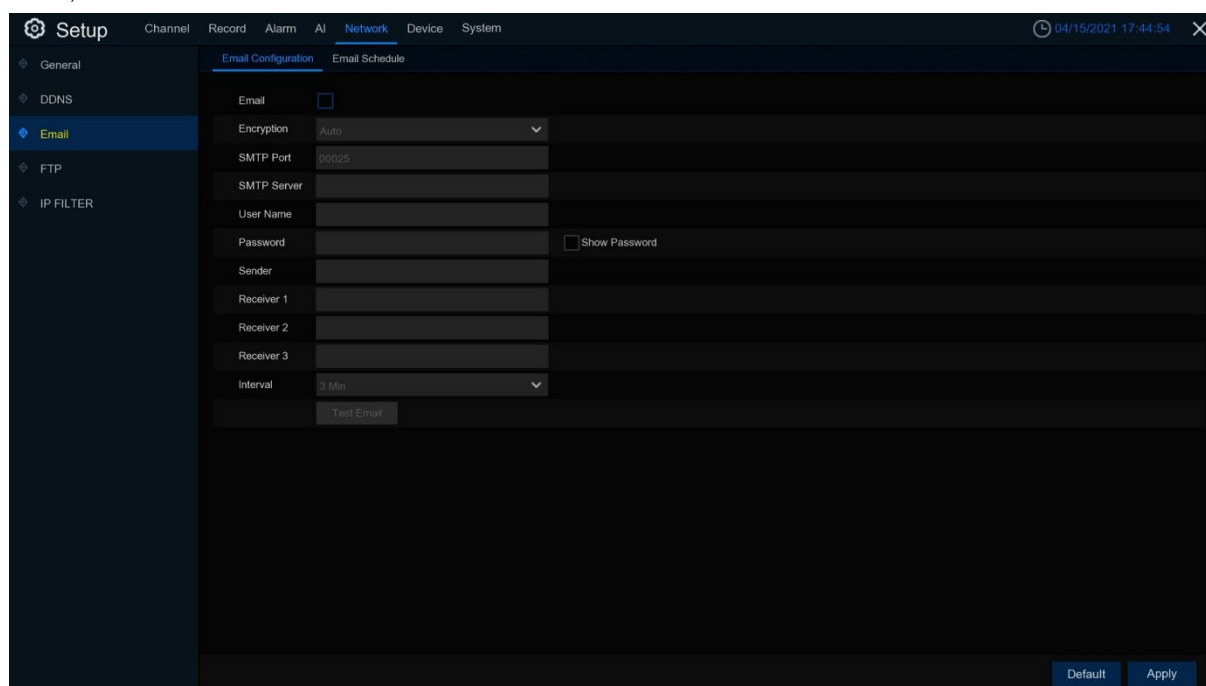 Setup Channel Record Alarm AI Network Device System 04/15/2021 17:44:54
General
DDNS
Email
FTP
IP FILTER
Email Configuration Email Schedule
Email
Encryption Auto
SMTP Port 00025
SMTP Server
User Name
Password Show Password
Sender
Receiver 1
Receiver 2
Receiver 3
Interval 3 Min
Test Email
Default Apply